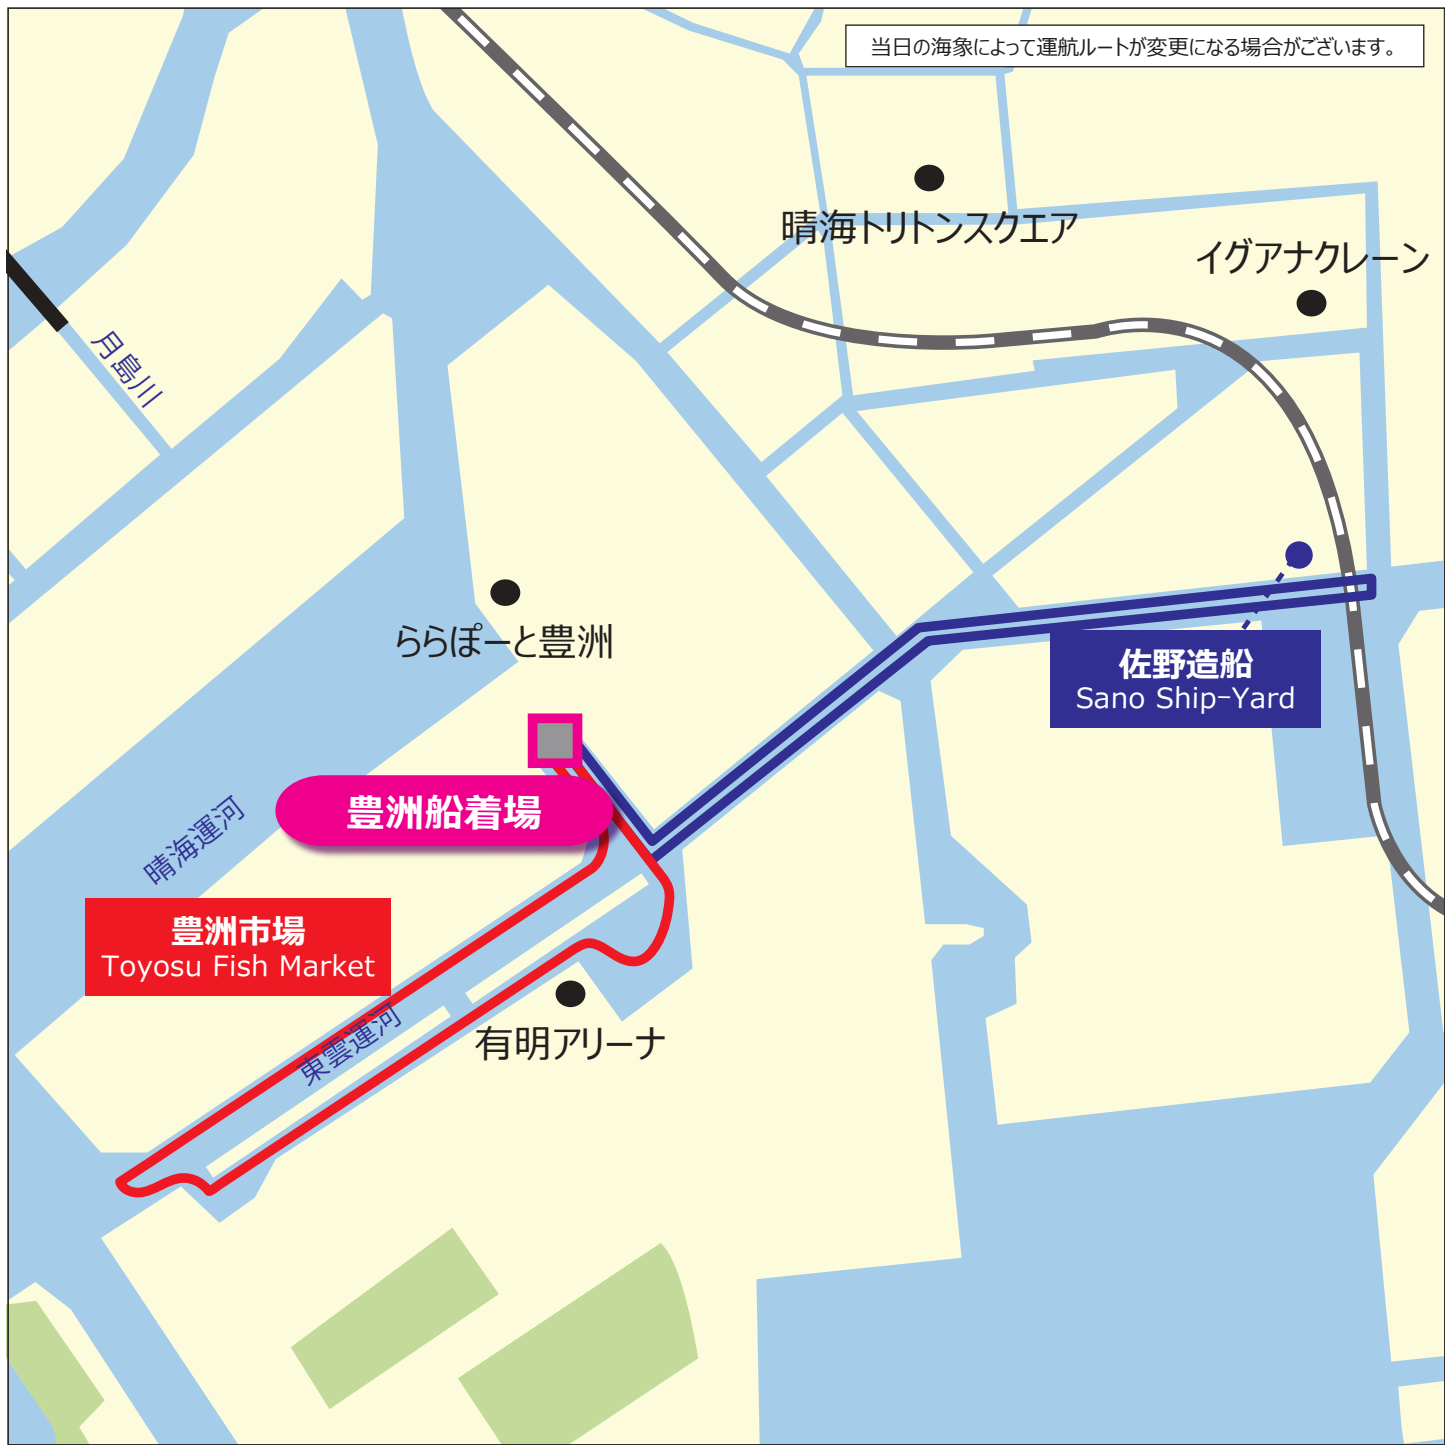 当日の海象によって運航ルートが変更になる場合がございます。
晴海トリトンスクエア
イグアナクレーン
月島川
ららぽーと豊洲
佐野造船
Sano Ship-Yard
豊洲船着場
晴海運河
豊洲市場
Toyosu Fish Market
東雲運河
有明アリーナ